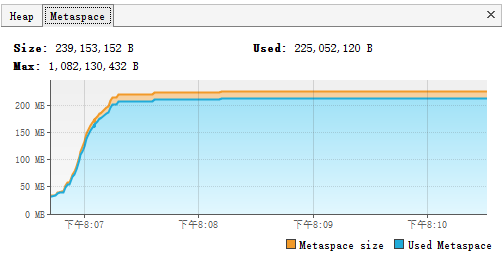 Heap Metaspace ×
Size: 239,153,152 B Used: 225,052,120 B
Max: 1,082,130,432 B
200 MB
150 MB
100 MB
50 MB
0 MB
下午8:07 下午8:08 下午8:09 下午8:10
Metaspace size Used Metaspace